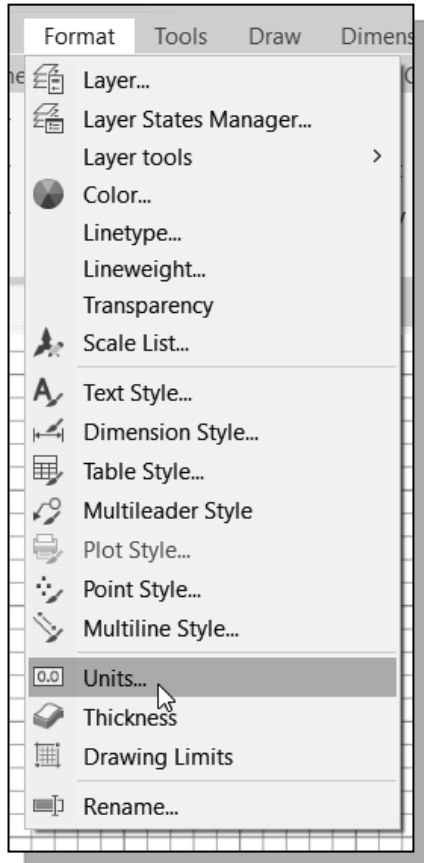 Format Tools Draw Dimens
Layer...
Layer States Manager...
Layer tools >
Color...
Linetype...
Lineweight...
Transparency
Scale List...
Text Style...
Dimension Style...
Table Style...
Multileader Style
Plot Style...
Point Style...
Multiline Style...
0.0 Units...
Thickness
Drawing Limits
Rename...